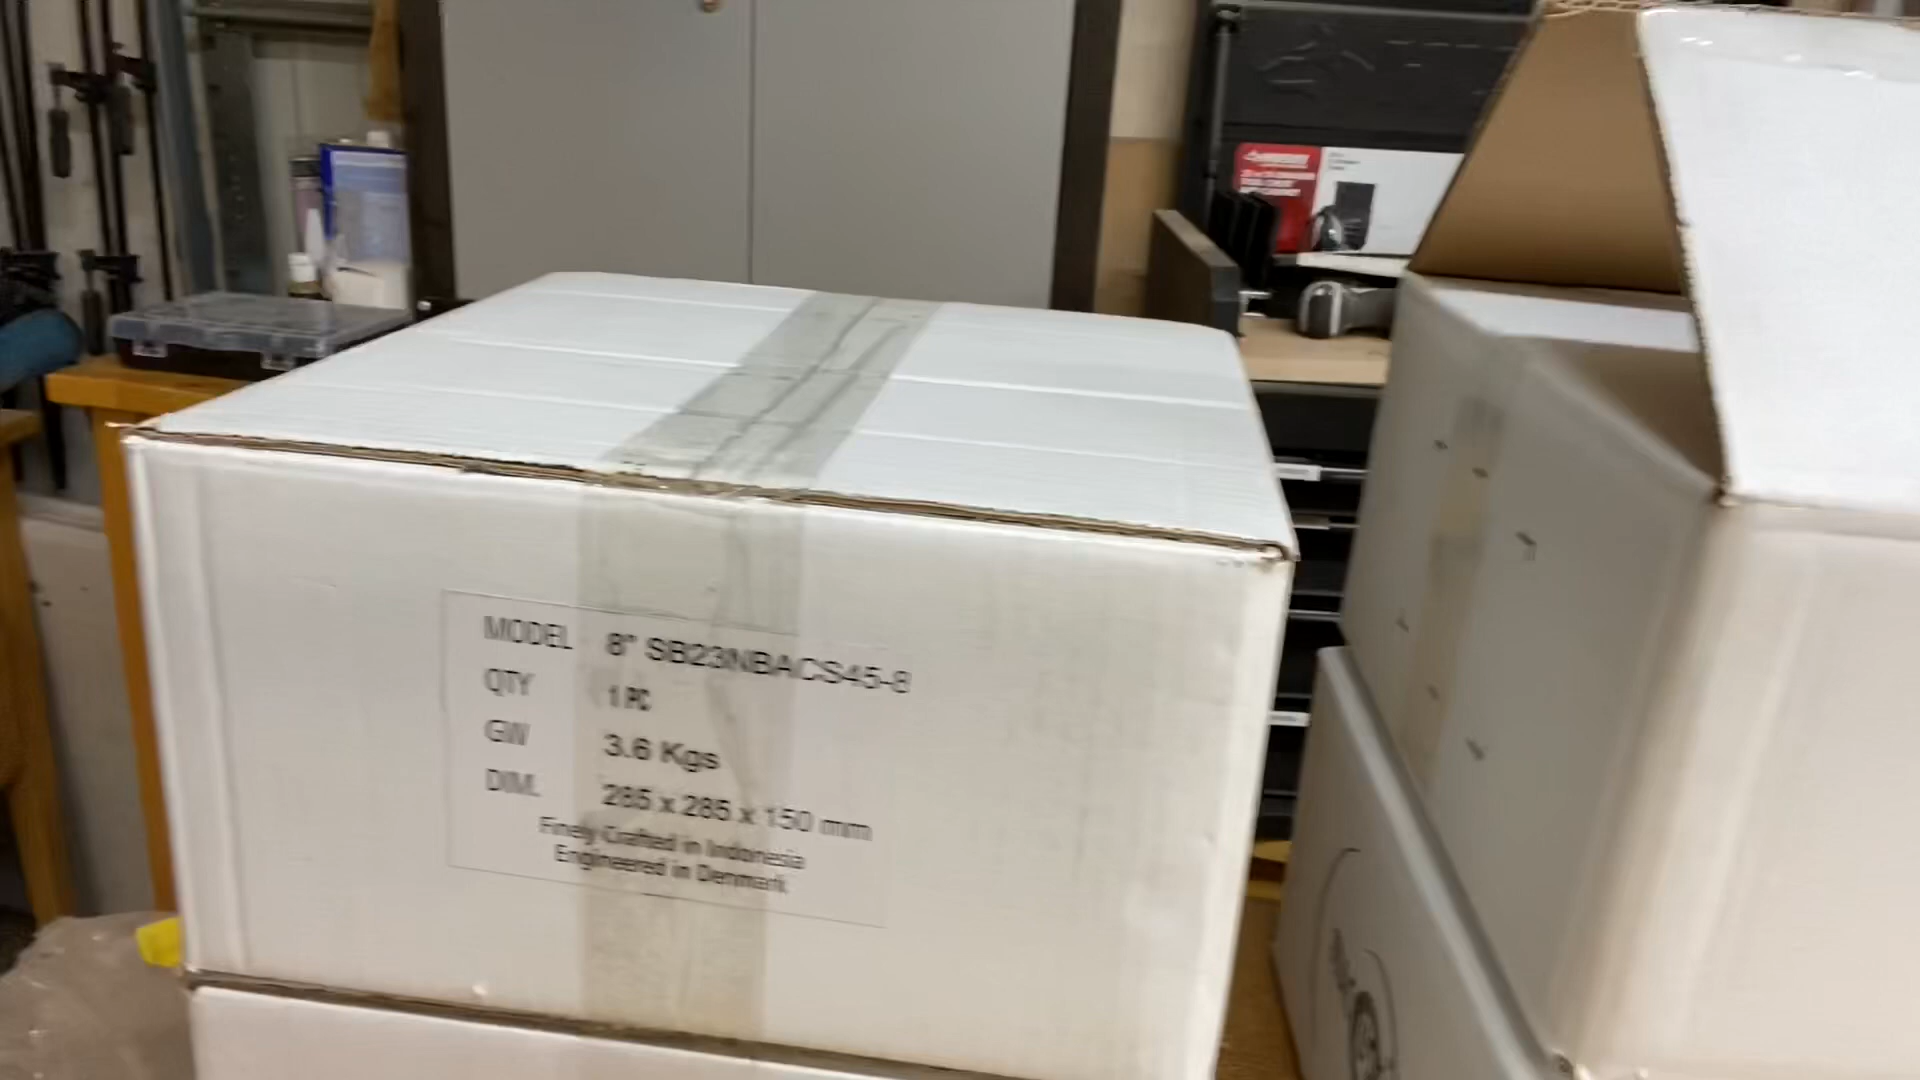 MODEL 8" SB23NBACS45-8
QTY 1 PC
GW 3.6 Kgs
DIM. 285 x 285 x 150 mm
Finely Crafted in Indonesia
Engineered in Denmark